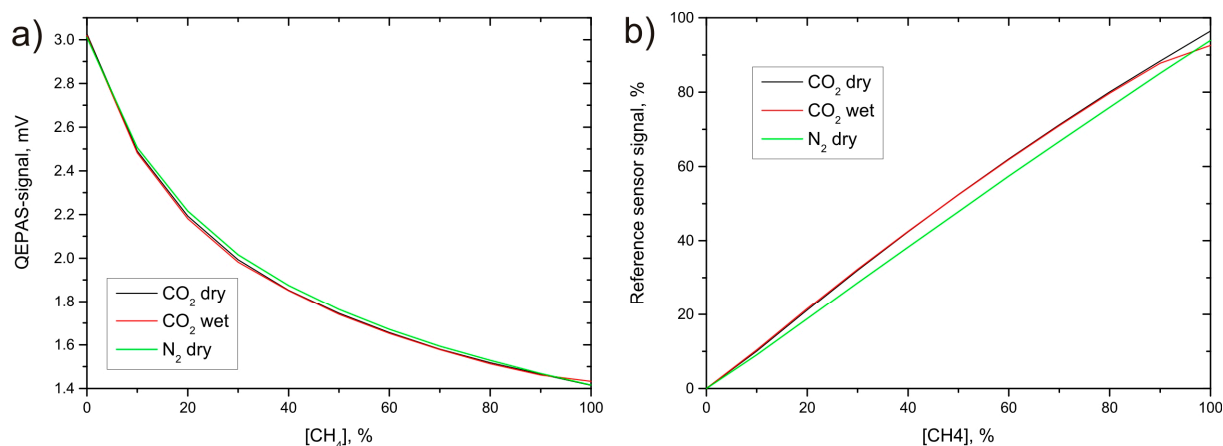 a)
QEPAS-signal, mV
3.0
2.8
2.6
2.4
2.2
2.0
1.8
1.6
1.4
CO₂ dry
CO₂ wet
N₂ dry
0 20 40 60 80 100
[CH₄], %
b)
Reference sensor signal, %
100
80
60
40
20
0
CO₂ dry
CO₂ wet
N₂ dry
0 20 40 60 80 100
[CH4], %